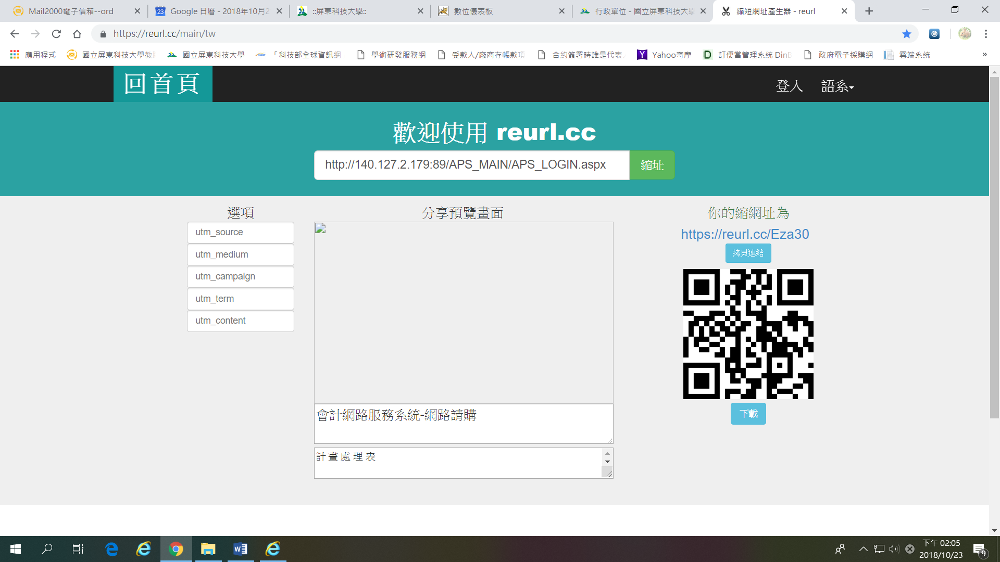 Mail2000電子信箱--ord
Google 日曆 - 2018年10月2
::屏東科技大學::
數位儀表板
行政單位 - 國立屏東科技大學
縮短網址產生器 - reurl
https://reurl.cc/main/tw
應用程式
國立屏東科技大學教職
國立屏東科技大學
「科技部全球資訊網
學術研發服務網
受款人/廠商存帳款項
合約簽署時誰是代表人
Yahoo奇摩
訂便當管理系統 DinB
政府電子採購網
雲端系統
»
回首頁
登入
語系
歡迎使用 reurl.cc
http://140.127.2.179:89/APS_MAIN/APS_LOGIN.aspx
縮址
選項
utm_source
utm_medium
utm_campaign
utm_term
utm_content
分享預覽畫面
會計網路服務系統-網路請購
計 畫 處 理 表
你的縮網址為
https://reurl.cc/Eza30
拷貝連結
下載
下午 02:05
2018/10/23
9